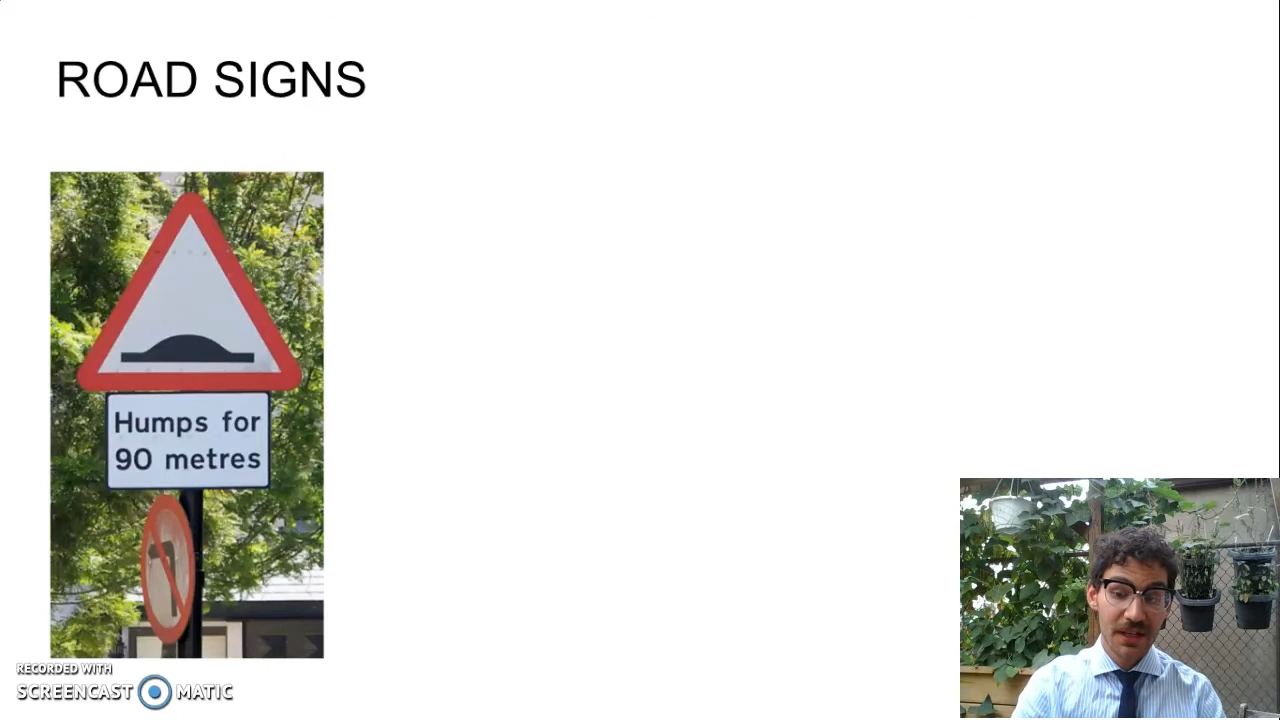 ROAD SIGNS
Humps for
90 metres
RECORDED WITH
SCREENCAST MATIC